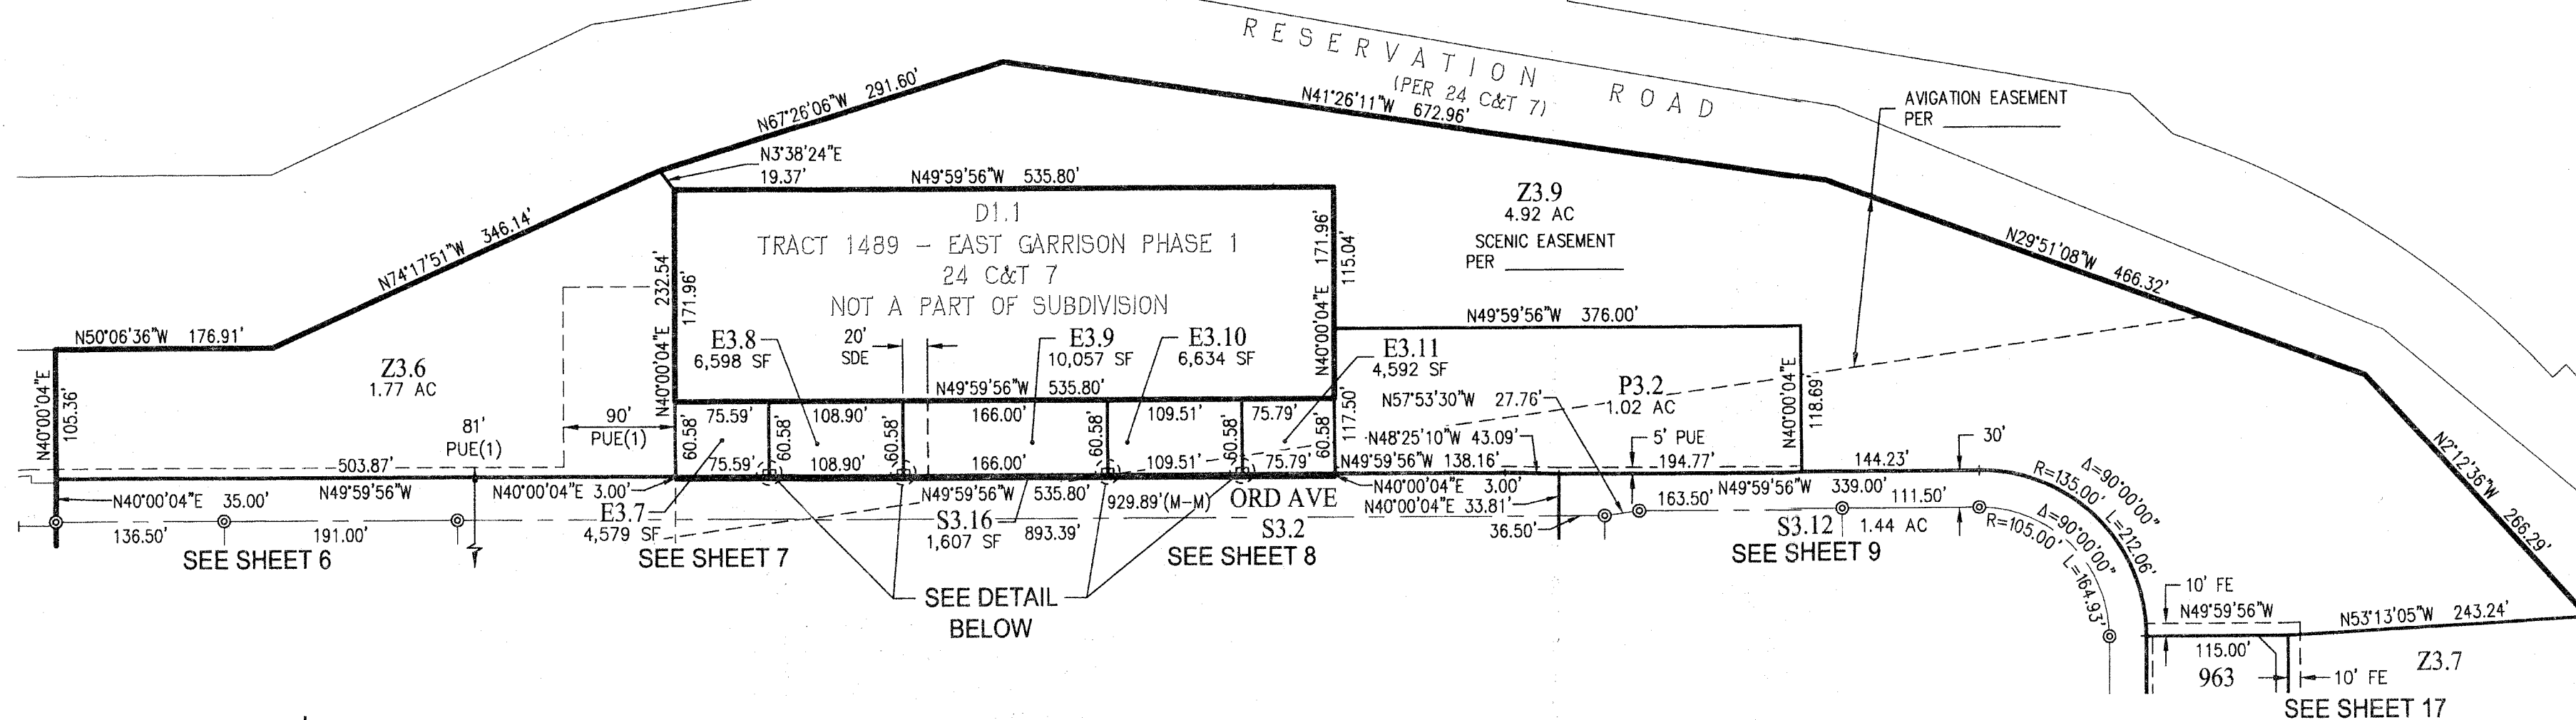 RESERVATION ROAD
(PER 24 C&T 7)
N41°26'11"W 672.96'
AVIGATION EASEMENT
PER
N67°26'06"W 291.60'
N3°38'24"E
19.37'
N49°59'56"W 535.80'
N74°17'51"W 346.14'
D1.1
TRACT 1489 - EAST GARRISON PHASE 1
24 C&T 7
NOT A PART OF SUBDIVISION
232.54'
171.96'
N40°00'04"E
171.96'
115.04'
N40°00'04"E
Z3.9
4.92 AC
SCENIC EASEMENT
PER
N29°51'08"W 466.32'
N50°06'36"W 176.91'
Z3.6
1.77 AC
N40°00'04"E
105.36'
E3.8
6,598 SF
20'
SDE
E3.9
10,057 SF
E3.10
6,634 SF
E3.11
4,592 SF
N49°59'56"W 376.00'
N49°59'56"W 535.80'
P3.2
1.02 AC
N40°00'04"E
118.69'
N57°53'30"W 27.76'
81'
PUE(1)
90'
PUE(1)
75.59' 108.90' 166.00' 109.51' 75.79'
60.58' 60.58' 60.58' 60.58' 60.58' 60.58'
117.50'
75.59' 108.90' 166.00' 109.51' 75.79'
N48°25'10"W 43.09'
5' PUE
30'
503.87'
N49°59'56"W 138.16'
194.77'
144.23'
N40°00'04"E 35.00'
N49°59'56"W
N40°00'04"E 3.00'
N49°59'56"W 535.80'
929.89'(M-M)
ORD AVE
N40°00'04"E 3.00'
N40°00'04"E 33.81'
N49°59'56"W 339.00'
163.50'
111.50'
E3.7
4,579 SF
S3.16
1,607 SF
893.39'
S3.2
36.50'
S3.12
1.44 AC
136.50'
191.00'
SEE SHEET 6
SEE SHEET 7
SEE SHEET 8
SEE SHEET 9
SEE DETAIL
BELOW
Δ=90°00'00"
R=135.00' L=212.06'
Δ=90°00'00"
R=105.00' L=164.93'
N2°12'36"W 266.29'
10' FE
N49°59'56"W
N53°13'05"W 243.24'
115.00'
963
10' FE
Z3.7
SEE SHEET 17